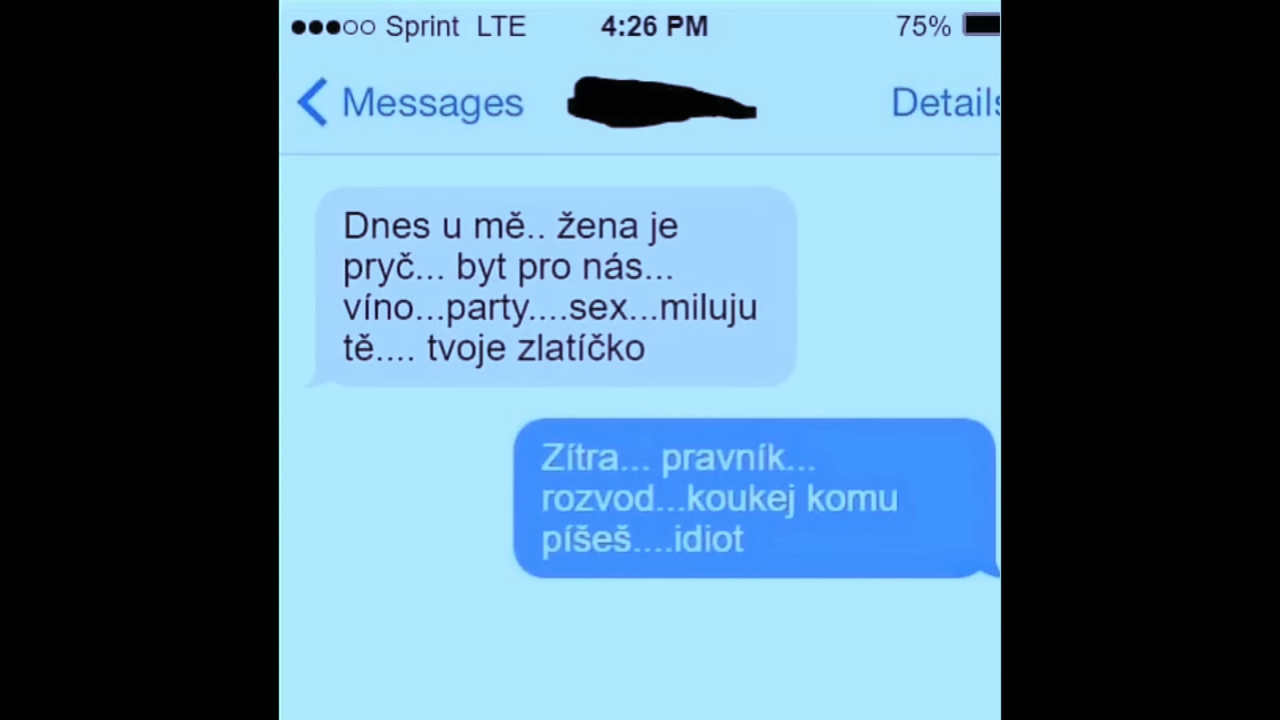 Sprint LTE 4:26 PM 75%
Messages Details
Dnes u mě.. žena je
pryč... byt pro nás...
víno...party....sex...miluju
tě.... tvoje zlatíčko
Zítra... pravník...
rozvod...koukej komu
píšeš....idiot